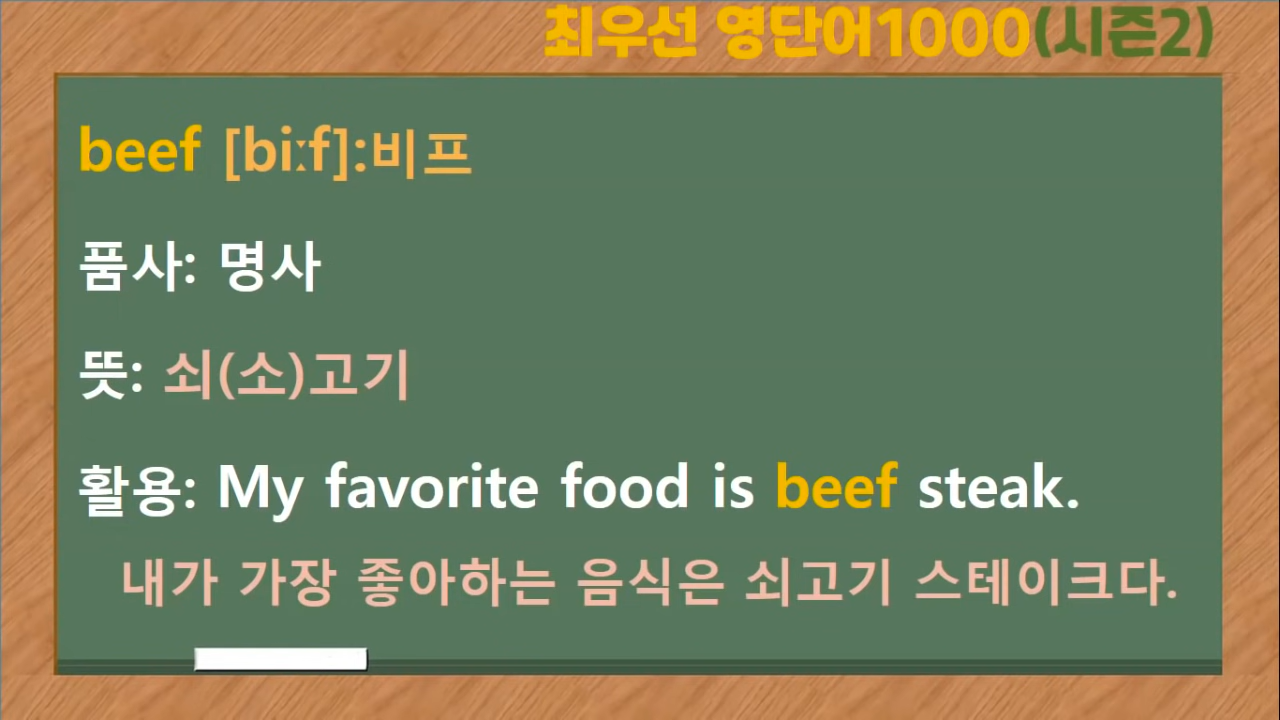 최우선 영단어1000(시즌2)
beef [biːf]:비프
품사: 명사
뜻: 쇠(소)고기
활용: My favorite food is beef steak.
내가 가장 좋아하는 음식은 쇠고기 스테이크다.